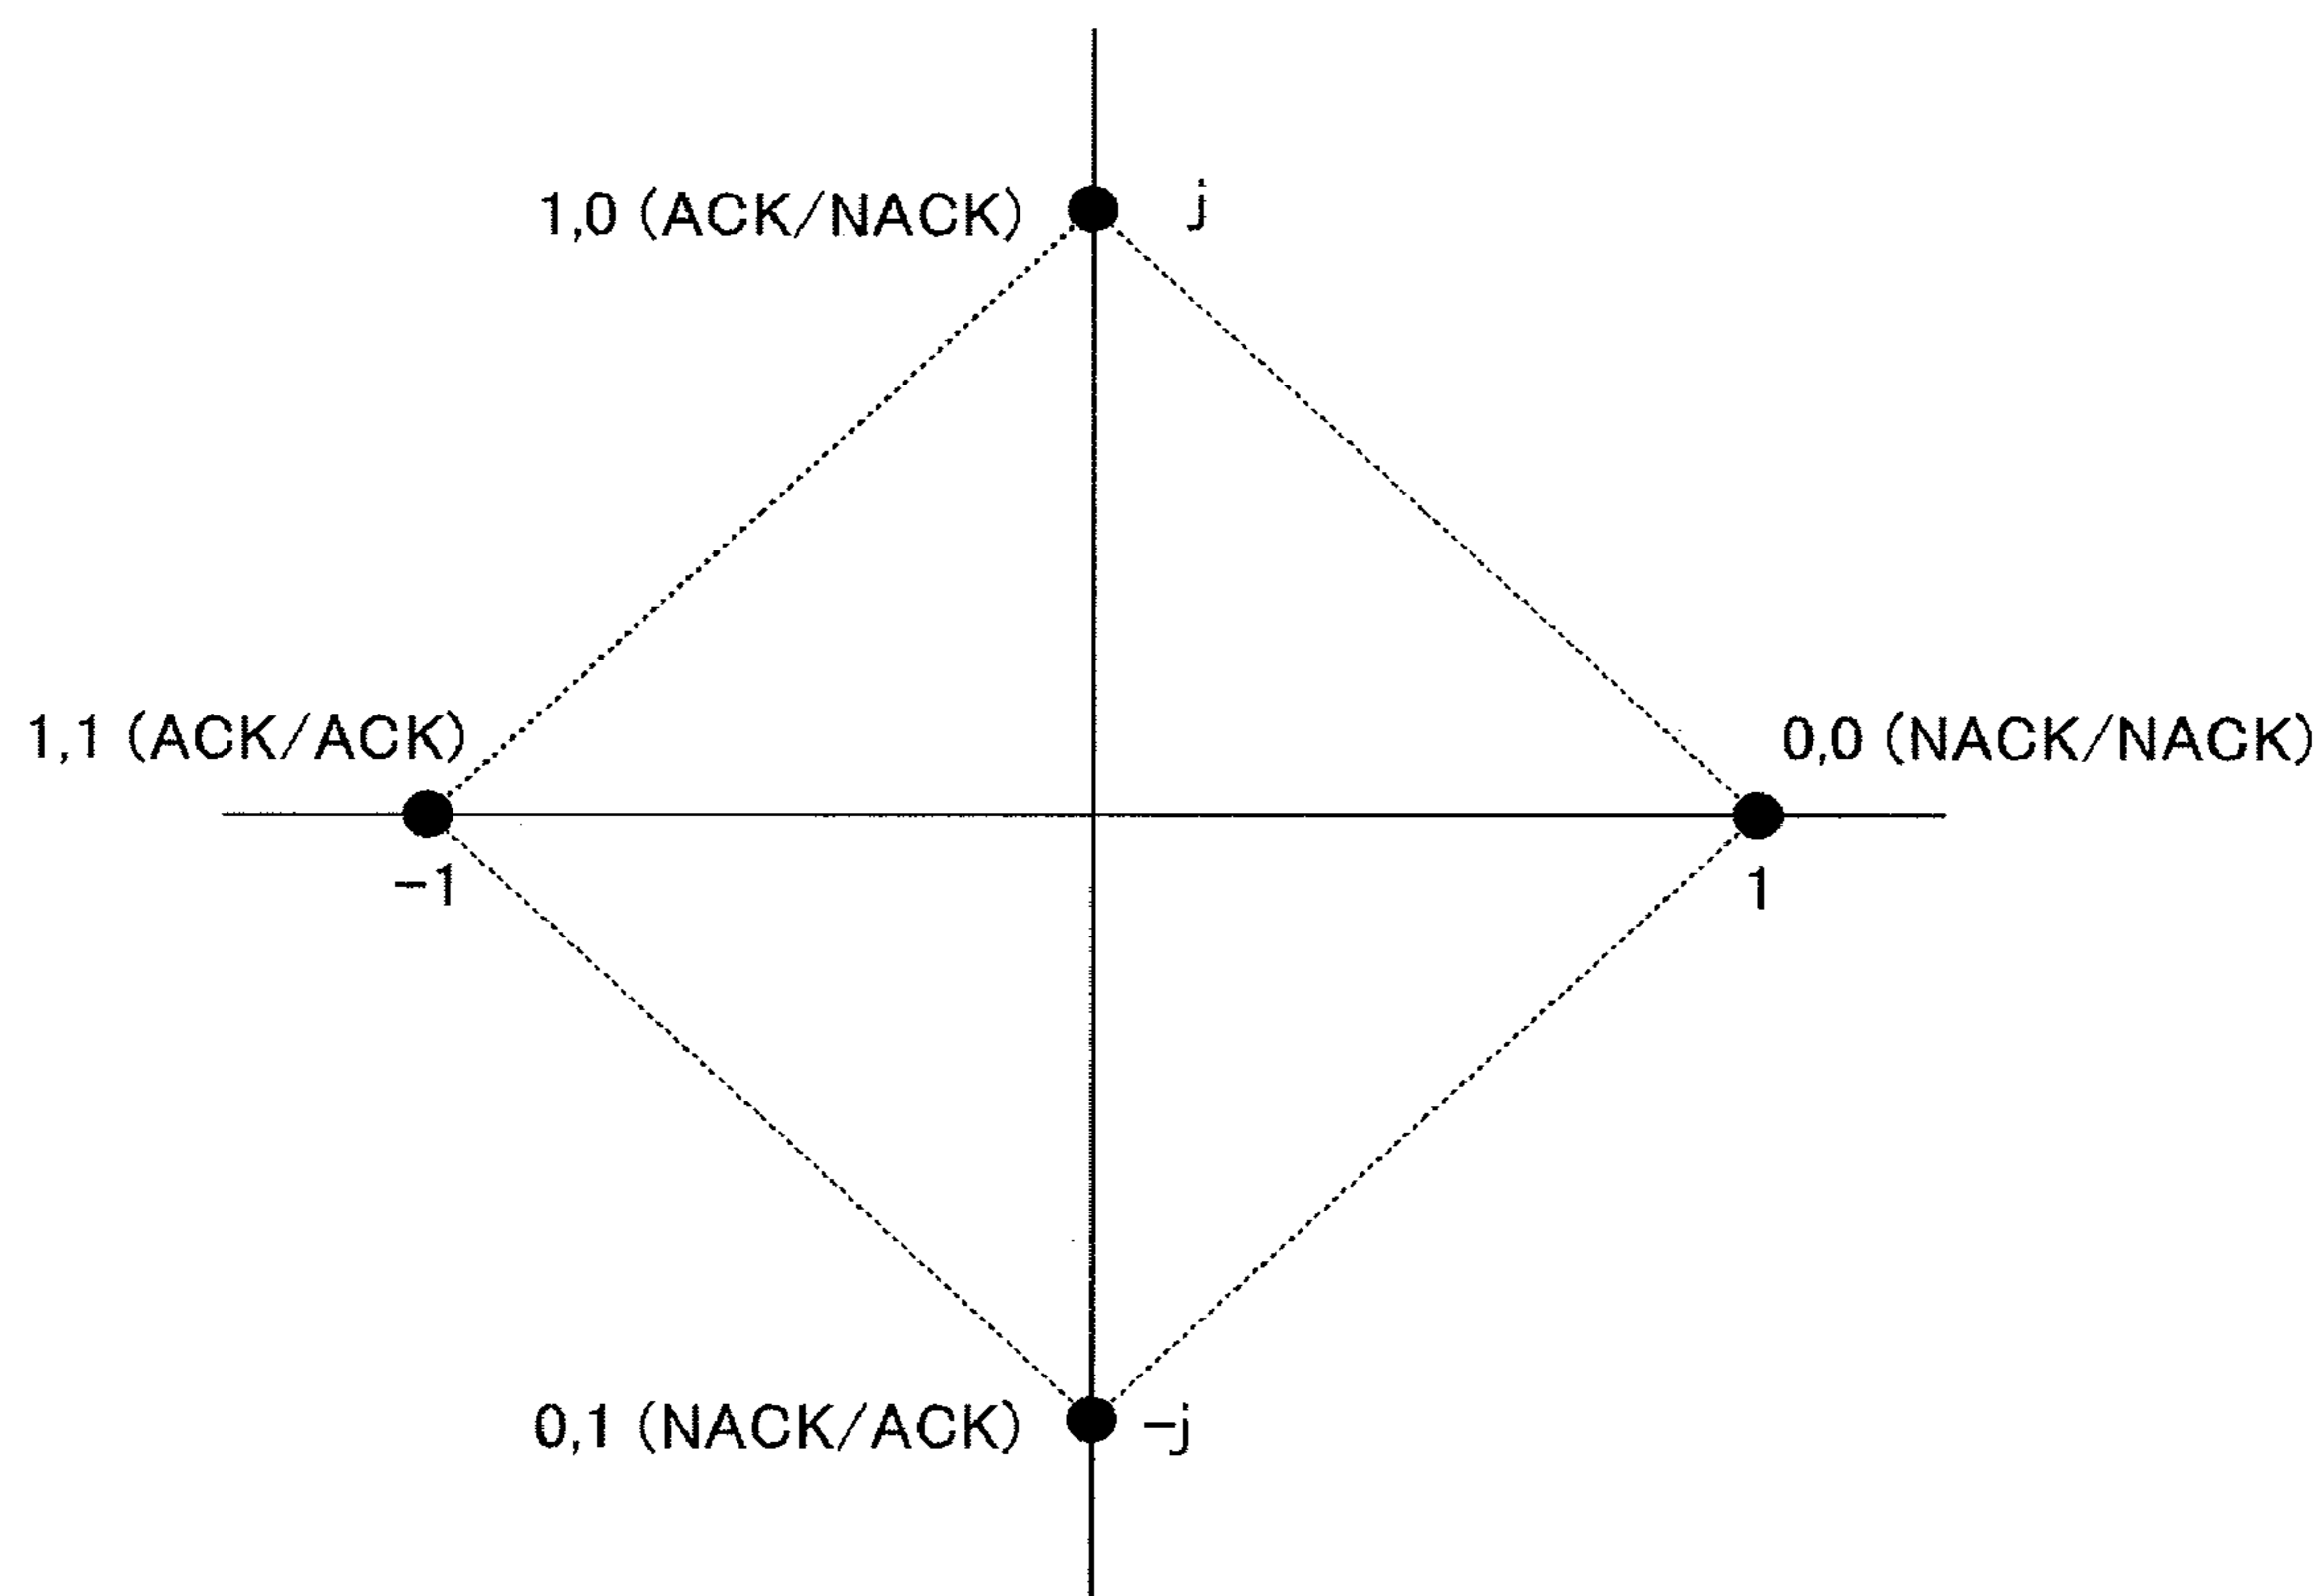 1,0 (ACK/NACK)
j
1,1 (ACK/ACK)
0,0 (NACK/NACK)
-1
1
0,1 (NACK/ACK)
-j